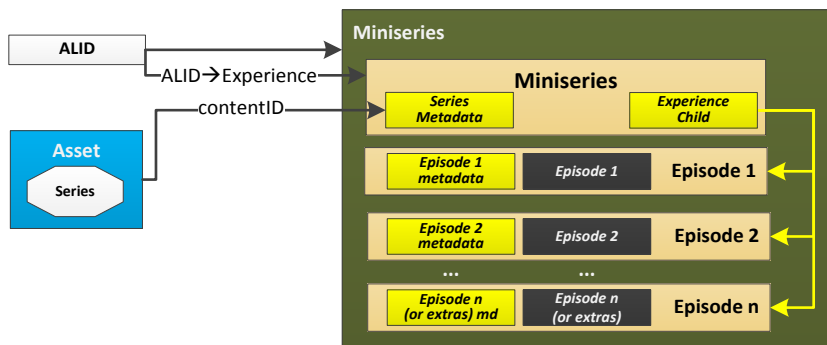 Miniseries
ALID
ALID→Experience
Miniseries
contentID
Series
Metadata
Experience
Child
Asset
Series
Episode 1
metadata
Episode 1
Episode 1
Episode 2
metadata
Episode 2
Episode 2
...
...
Episode n
(or extras) md
Episode n
(or extras)
Episode n